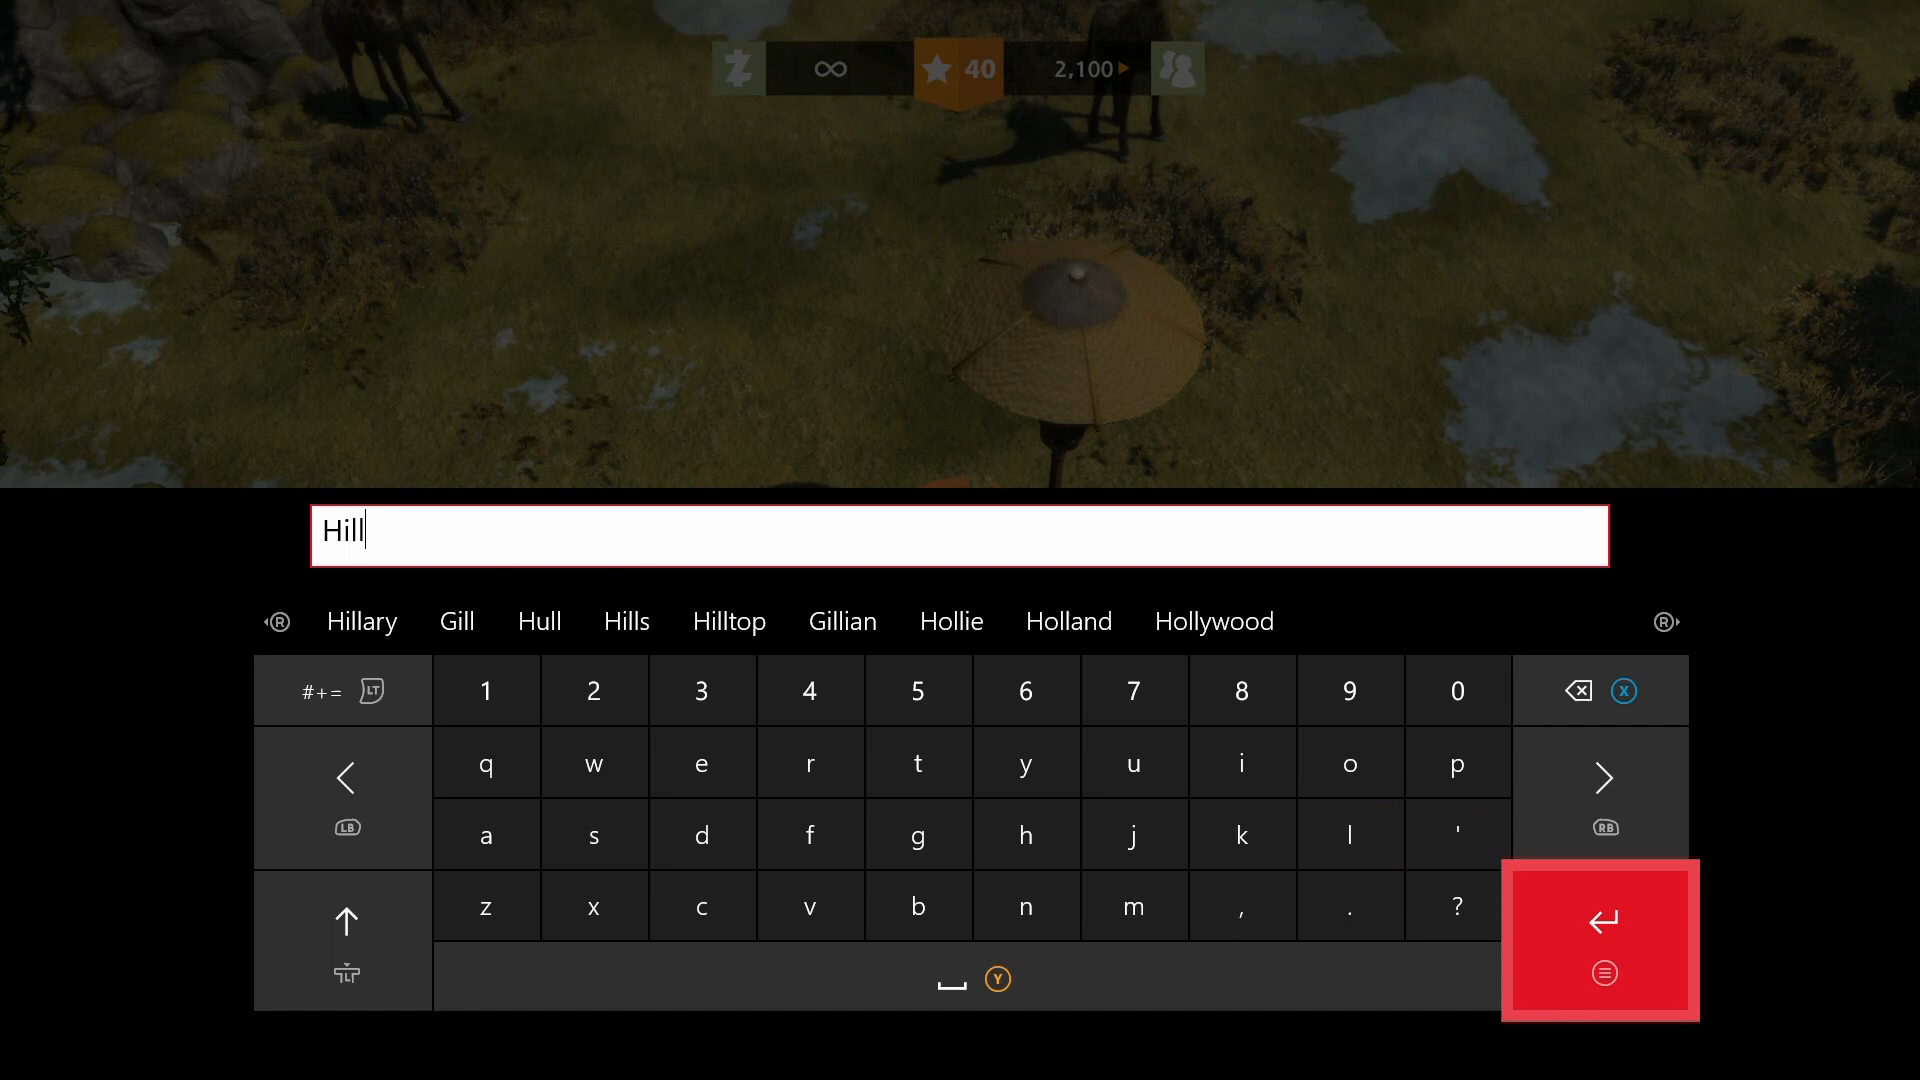 ∞ 40 2,100
Hill
R Hillary Gill Hull Hills Hilltop Gillian Hollie Holland Hollywood R
#+= LT 1 2 3 4 5 6 7 8 9 0 X
q w e r t y u i o p
LB a s d f g h j k l ' RB
z x c v b n m , . ?
LT Y